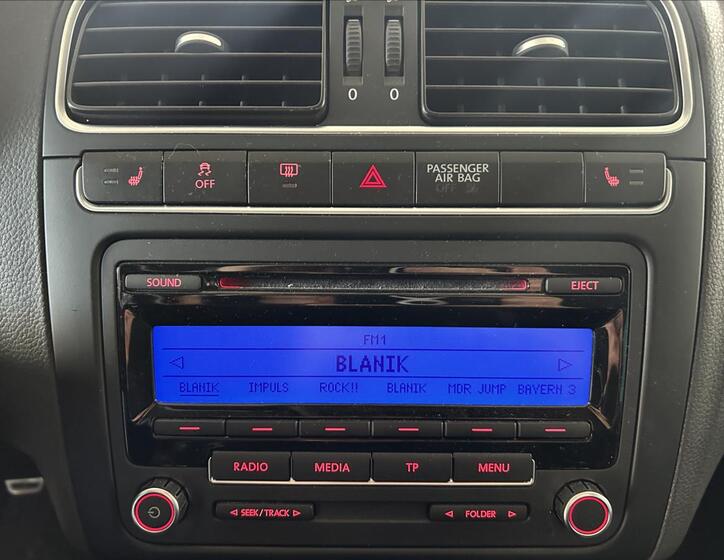 0 0
OFF PASSENGER
AIR BAG
SOUND EJECT
FM1
BLANIK
BLANIK IMPULS ROCK!! BLANIK MDR JUMP BAYERN 3
RADIO MEDIA TP MENU
SEEK/TRACK FOLDER